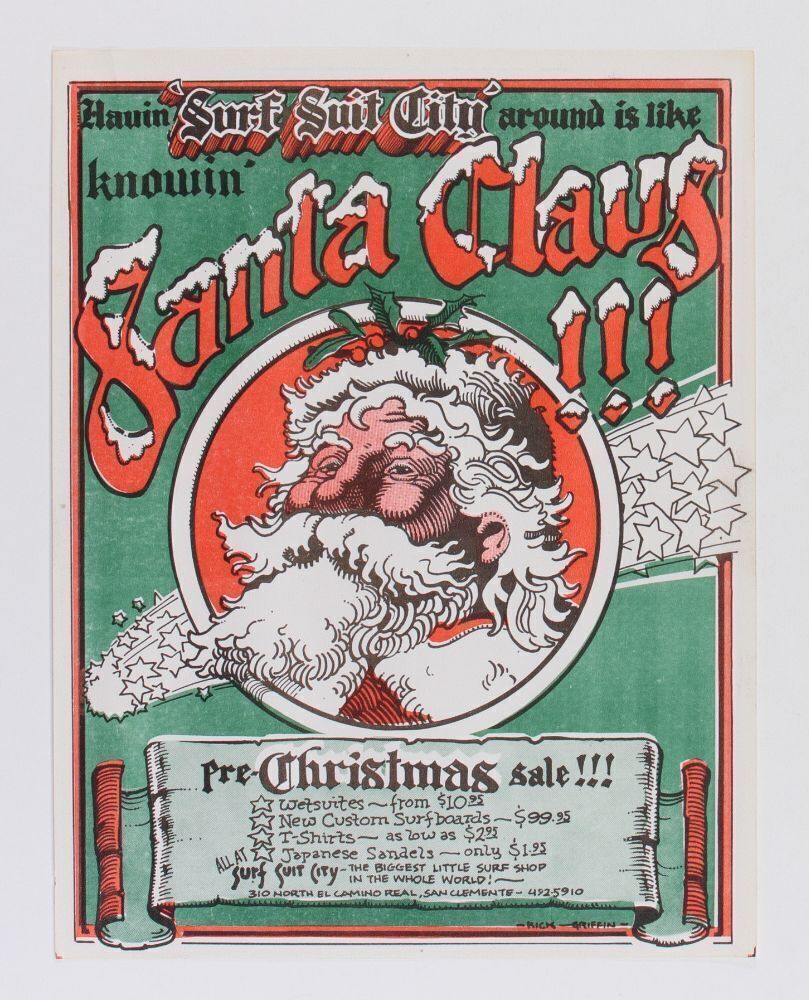 Havin 'Surf Suit City' around is like
knowin'
Santa Claus
!!!
pre-Christmas sale!!!
wetsuites ~ from $10.95
New Custom Surfboards ~ $99.95
T-Shirts ~ as low as $2.95
Japanese Sandels ~ only $1.95
ALL AT Surf Suit City - THE BIGGEST LITTLE SURF SHOP
IN THE WHOLE WORLD! ~
310 NORTH EL CAMINO REAL, SAN CLEMENTE - 492-5910
- RICK - GRIFFIN -